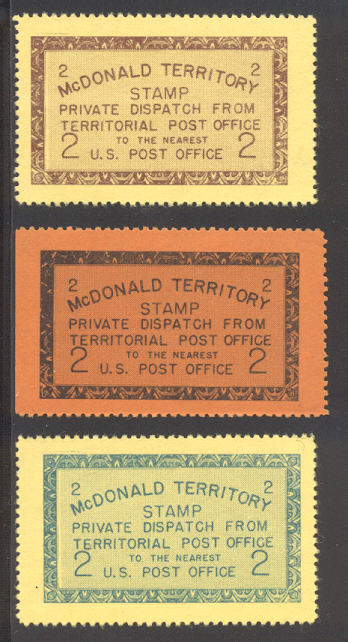 2 2
McDONALD TERRITORY
STAMP
PRIVATE DISPATCH FROM
TERRITORIAL POST OFFICE
TO THE NEAREST
2 U.S. POST OFFICE 2
2 2
McDONALD TERRITORY
STAMP
PRIVATE DISPATCH FROM
TERRITORIAL POST OFFICE
TO THE NEAREST
2 U.S. POST OFFICE 2
2 2
McDONALD TERRITORY
STAMP
PRIVATE DISPATCH FROM
TERRITORIAL POST OFFICE
TO THE NEAREST
2 U.S. POST OFFICE 2